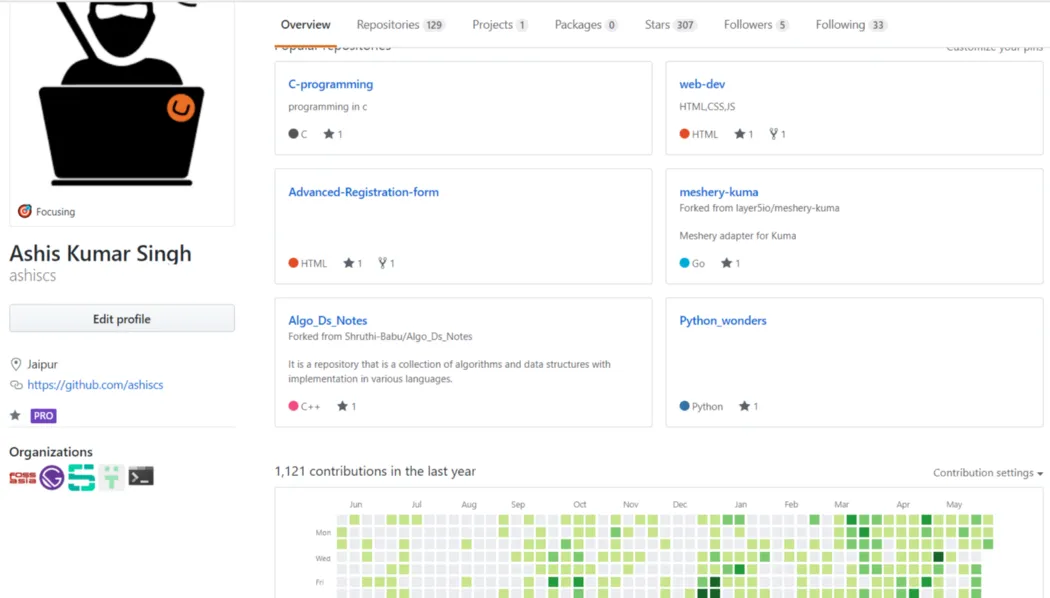 Overview Repositories 129 Projects 1 Packages 0 Stars 307 Followers 5 Following 33
Popular repositories Customize your pins
C-programming
programming in c
C 1
web-dev
HTML,CSS,JS
HTML 1 1
Advanced-Registration-form
HTML 1 1
meshery-kuma
Forked from layer5io/meshery-kuma
Meshery adapter for Kuma
Go 1
Algo_Ds_Notes
Forked from Shruthi-Babu/Algo_Ds_Notes
It is a repository that is a collection of algorithms and data structures with
implementation in various languages.
C++ 1
Python_wonders
Python 1
Focusing
Ashis Kumar Singh
ashiscs
Edit profile
Jaipur
https://github.com/ashiscs
PRO
Organizations
FOSS
ASIA
1,121 contributions in the last year
Contribution settings
Jun Jul Aug Sep Oct Nov Dec Jan Feb Mar Apr May
Mon
Wed
Fri